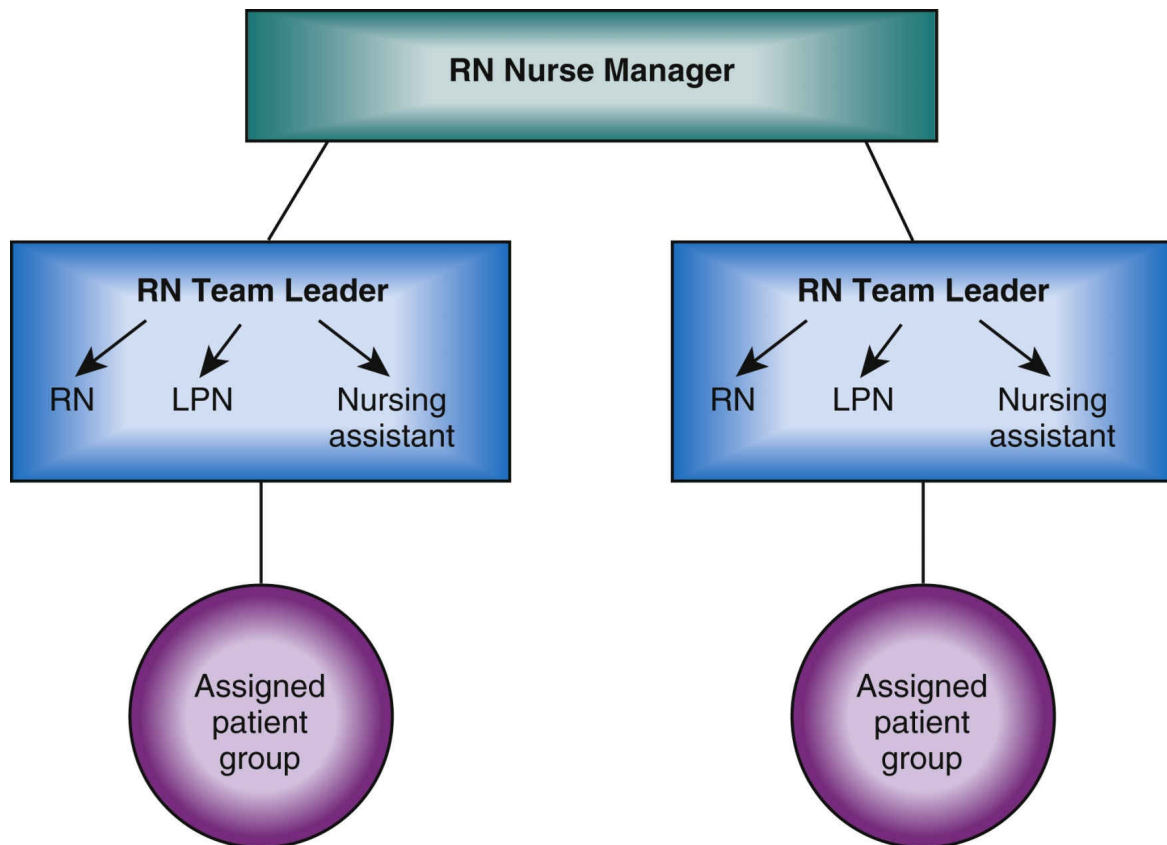 RN Nurse Manager
RN Team Leader
RN LPN Nursing
assistant
Assigned
patient
group
RN Team Leader
RN LPN Nursing
assistant
Assigned
patient
group